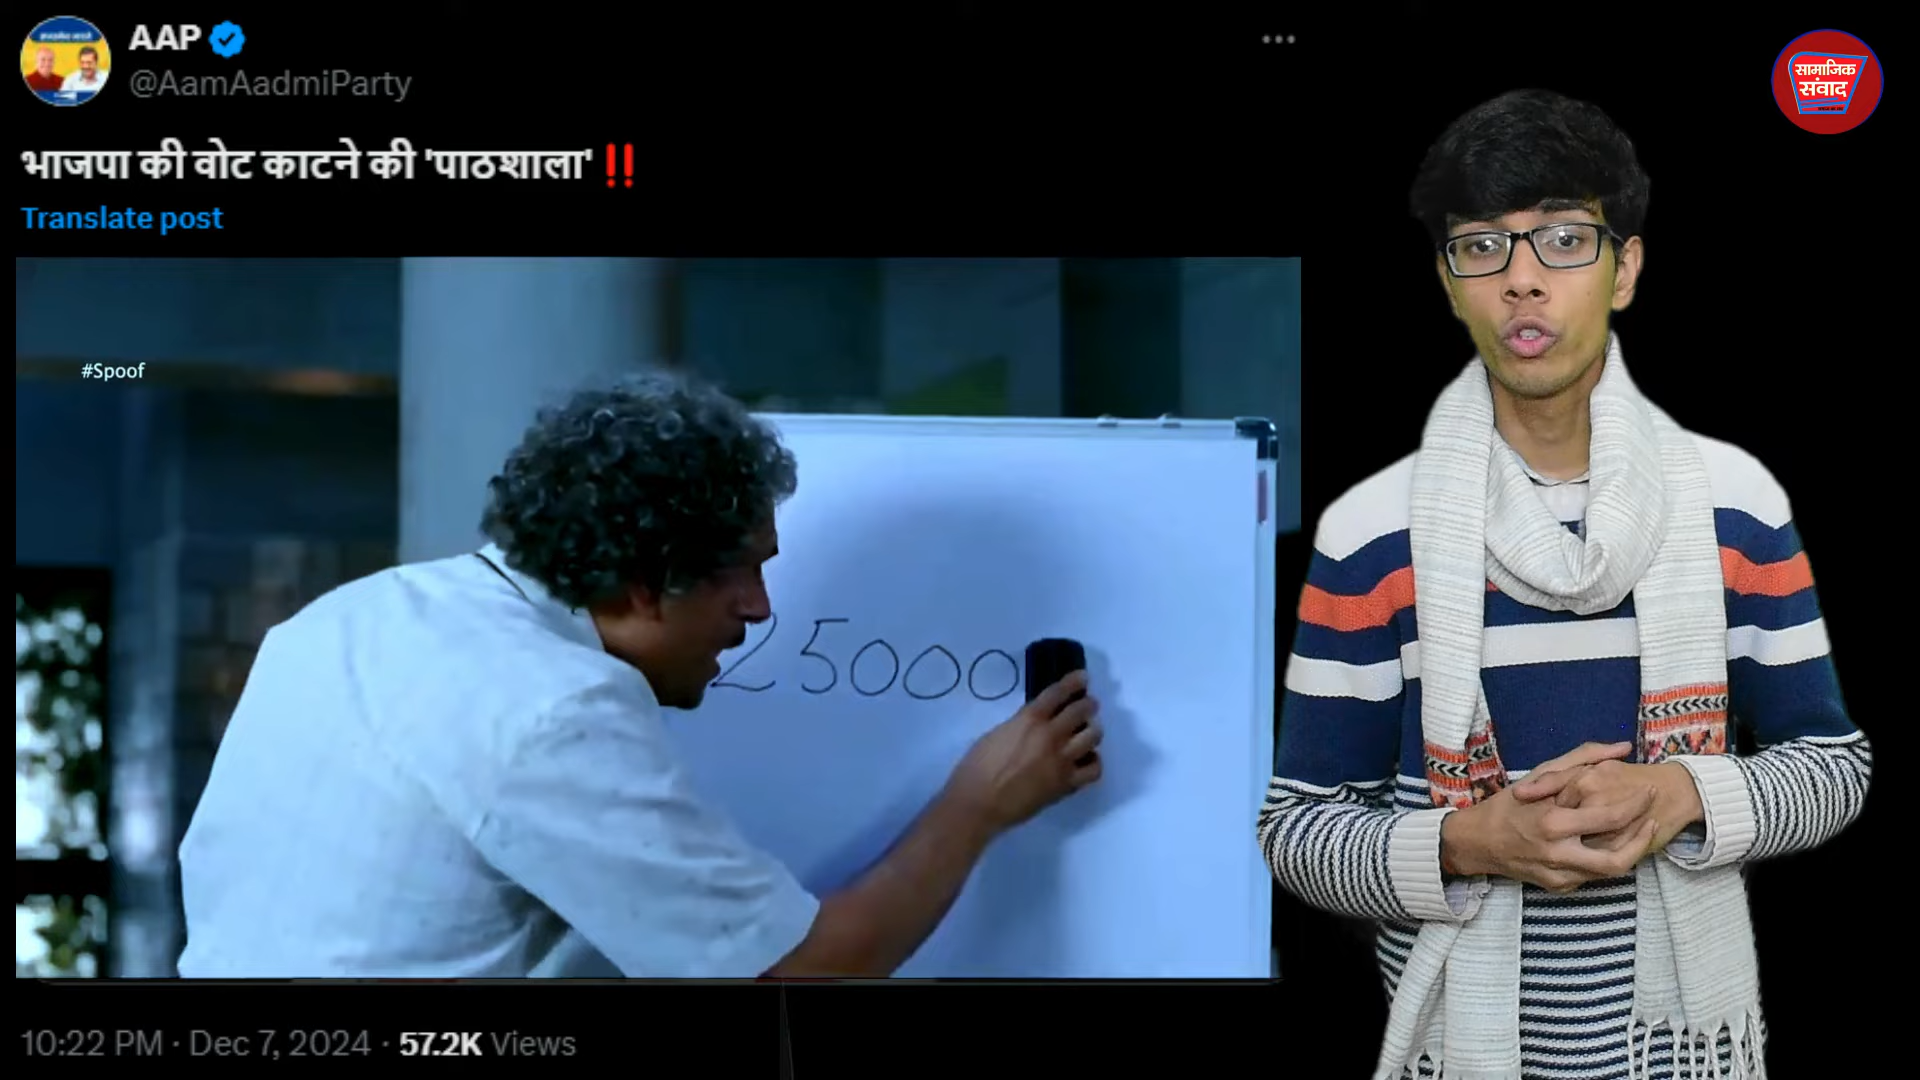 AAP
@AamAadmiParty
भाजपा की वोट काटने की 'पाठशाला'‼️
Translate post
#Spoof
25000
10:22 PM · Dec 7, 2024 · 57.2K Views
सामाजिक
संवाद